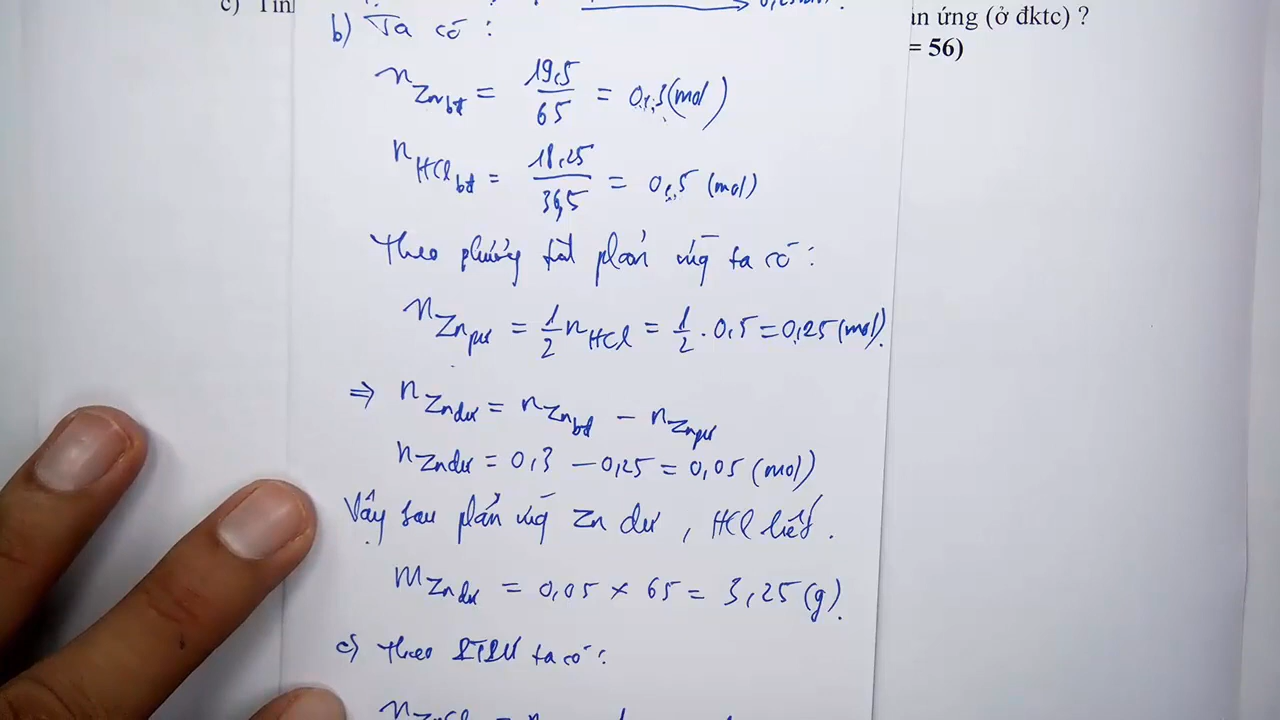 c) Tính
ản ứng (ở đktc) ?
= 56)
b) Ta có :
n Zn bđ = 19,5 / 65 = 0,3 (mol)
n HCl bđ = 18,25 / 36,5 = 0,5 (mol)
Theo phương trình phản ứng ta có :
n Zn pư = 1/2 n HCl = 1/2 . 0,5 = 0,25 (mol).
⇒ n Zn dư = n Zn bđ – n Zn pư
n Zn dư = 0,3 – 0,25 = 0,05 (mol)
Vậy sau phản ứng Zn dư , HCl hết .
m Zn dư = 0,05 × 65 = 3,25 (g).
c) Theo PTPƯ ta có :